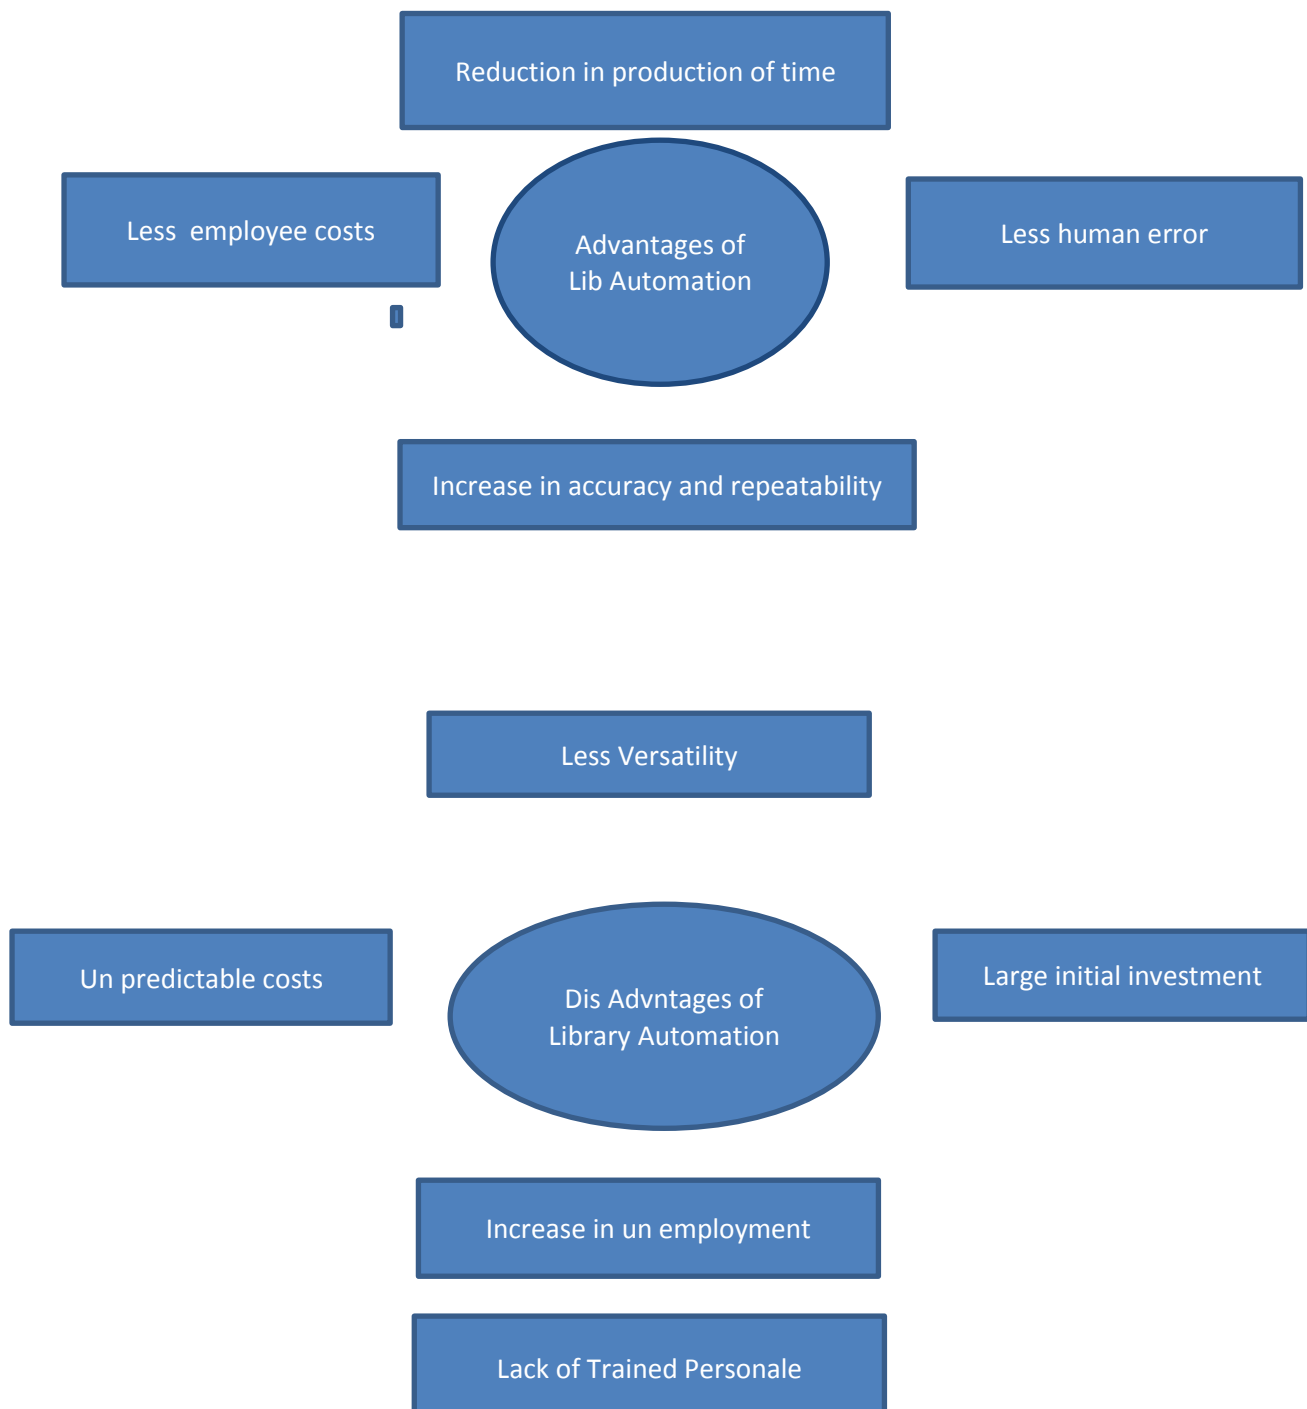 Reduction in production of time
Less  employee costs
Advantages of
Lib Automation
Less human error
Increase in accuracy and repeatability
Less Versatility
Un predictable costs
Dis Advntages of
Library Automation
Large initial investment
Increase in un employment
Lack of Trained Personale